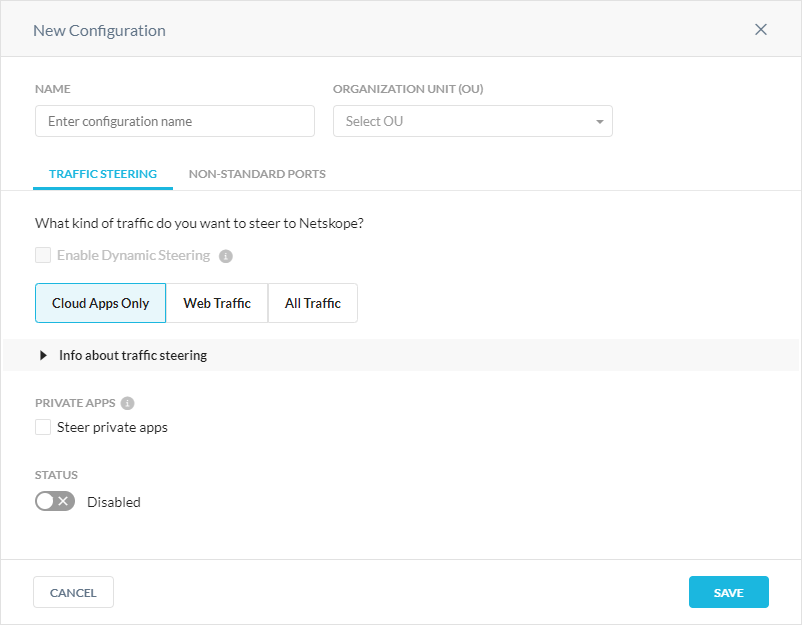 New Configuration
NAME
ORGANIZATION UNIT (OU)
Enter configuration name
Select OU
TRAFFIC STEERING
NON-STANDARD PORTS
What kind of traffic do you want to steer to Netskope?
Enable Dynamic Steering
Cloud Apps Only
Web Traffic
All Traffic
Info about traffic steering
PRIVATE APPS
Steer private apps
STATUS
Disabled
CANCEL
SAVE